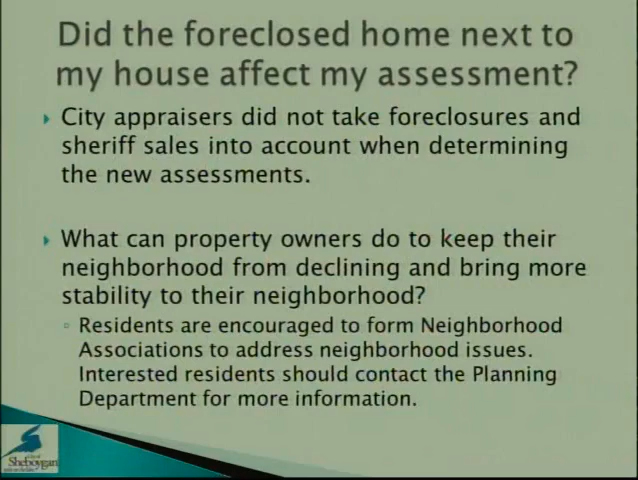 Did the foreclosed home next to
my house affect my assessment?
City appraisers did not take foreclosures and
sheriff sales into account when determining
the new assessments.
What can property owners do to keep their
neighborhood from declining and bring more
stability to their neighborhood?
Residents are encouraged to form Neighborhood
Associations to address neighborhood issues.
Interested residents should contact the Planning
Department for more information.
City of
Sheboygan